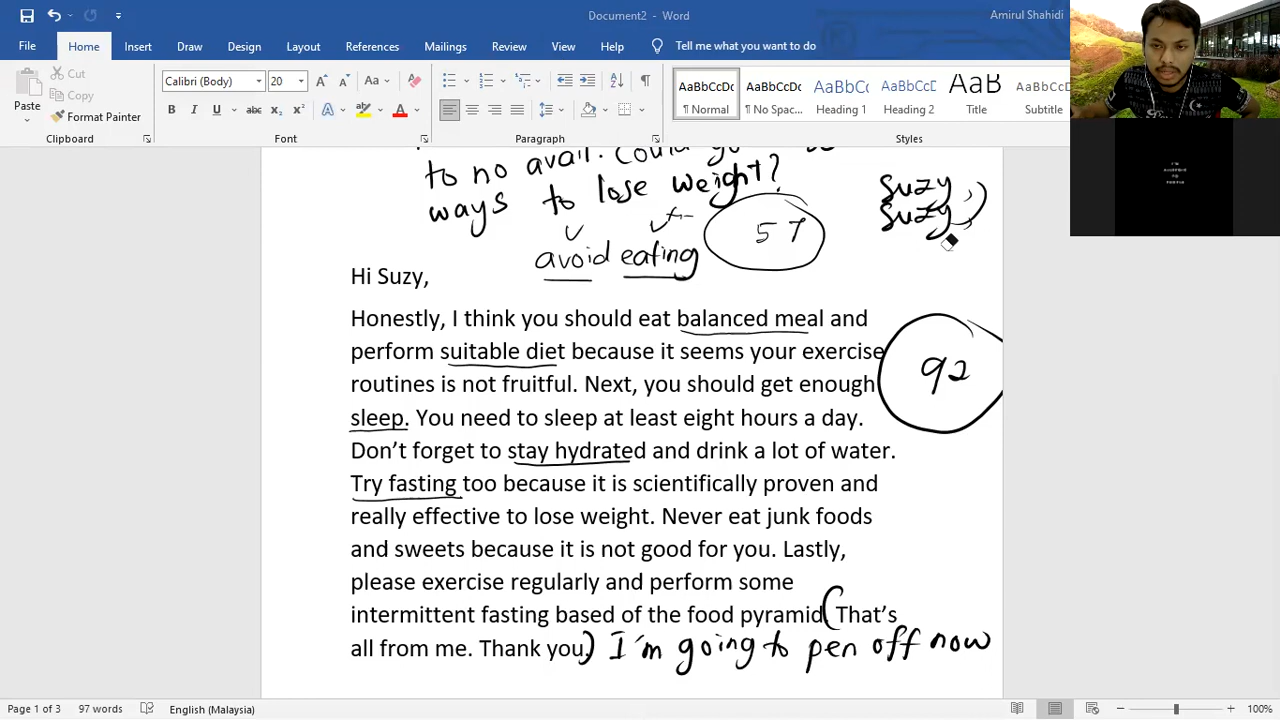 Document2 - Word
Amirul Shahidi
File Home Insert Draw Design Layout References Mailings Review View Help Tell me what you want to do
Paste Cut Copy Format Painter
Calibri (Body) 20
AaBbCcDc AaBbCcDc AaBbC AaBbCcD AaB AaBbCcD
¶ Normal ¶ No Spac... Heading 1 Heading 2 Title Subtitle
Clipboard Font Paragraph Styles
to no avail. Could
ways to lose weight?
suzy,
suzy,
avoid eating
57
Hi Suzy,
Honestly, I think you should eat balanced meal and
perform suitable diet because it seems your exercise
routines is not fruitful. Next, you should get enough
sleep. You need to sleep at least eight hours a day.
Don't forget to stay hydrated and drink a lot of water.
Try fasting too because it is scientifically proven and
really effective to lose weight. Never eat junk foods
and sweets because it is not good for you. Lastly,
please exercise regularly and perform some
intermittent fasting based of the food pyramid. (That's
all from me. Thank you.) I'm going to pen off now
92
Page 1 of 3 97 words English (Malaysia) 100%